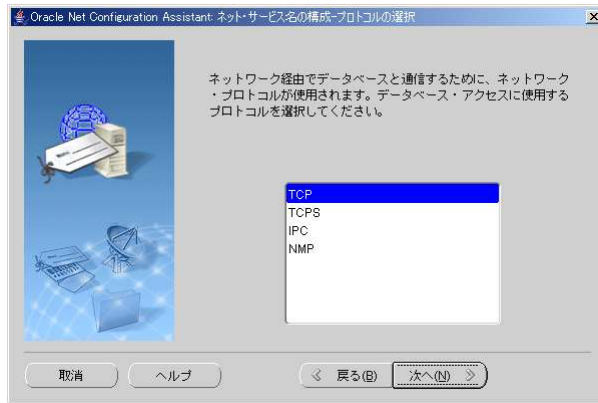 Oracle Net Configuration Assistant: ネット・サービス名の構成-プロトコルの選択
ネットワーク経由でデータベースと通信するために、ネットワーク
・プロトコルが使用されます。データベース・アクセスに使用する
プロトコルを選択してください。
TCP
TCPS
IPC
NMP
取消
ヘルプ
戻る(B)
次へ(N)